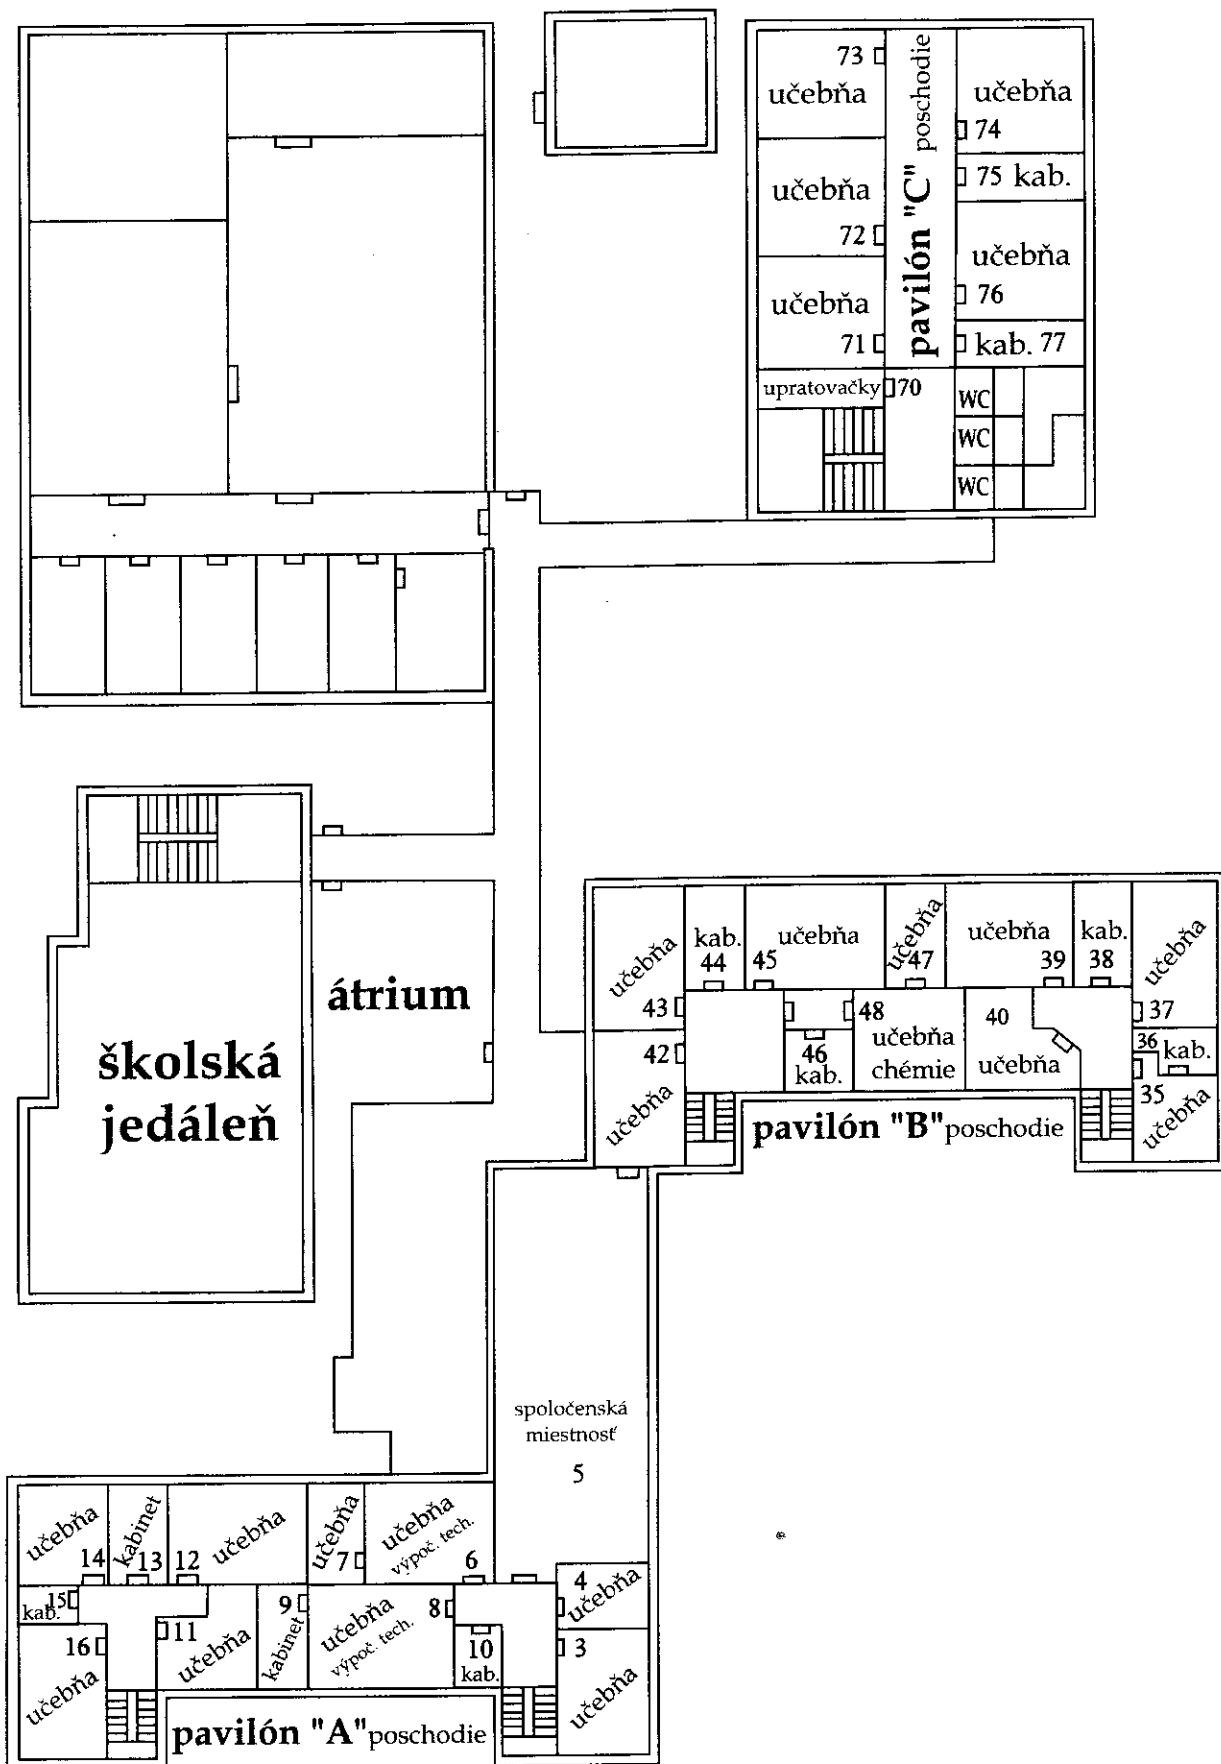 73
učebňa
učebňa
74
75 kab.
učebňa
72
učebňa
76
učebňa
71
kab. 77
pavilón "C" poschodie
upratovačky
70
WC
WC
WC
školská
jedáleň
átrium
učebňa
43
kab.
44
učebňa
45
učebňa
47
učebňa
39
kab.
38
učebňa
37
42
učebňa
46
kab.
48
učebňa
chémie
40
učebňa
36
kab.
35
učebňa
pavilón "B" poschodie
spoločenská
miestnosť
5
učebňa
14
kabinet
13
12
učebňa
učebňa
7
učebňa
výpoč. tech.
6
15
kab.
16
učebňa
11
učebňa
9
kabinet
učebňa
výpoč. tech.
8
10
kab.
4
učebňa
3
učebňa
pavilón "A" poschodie